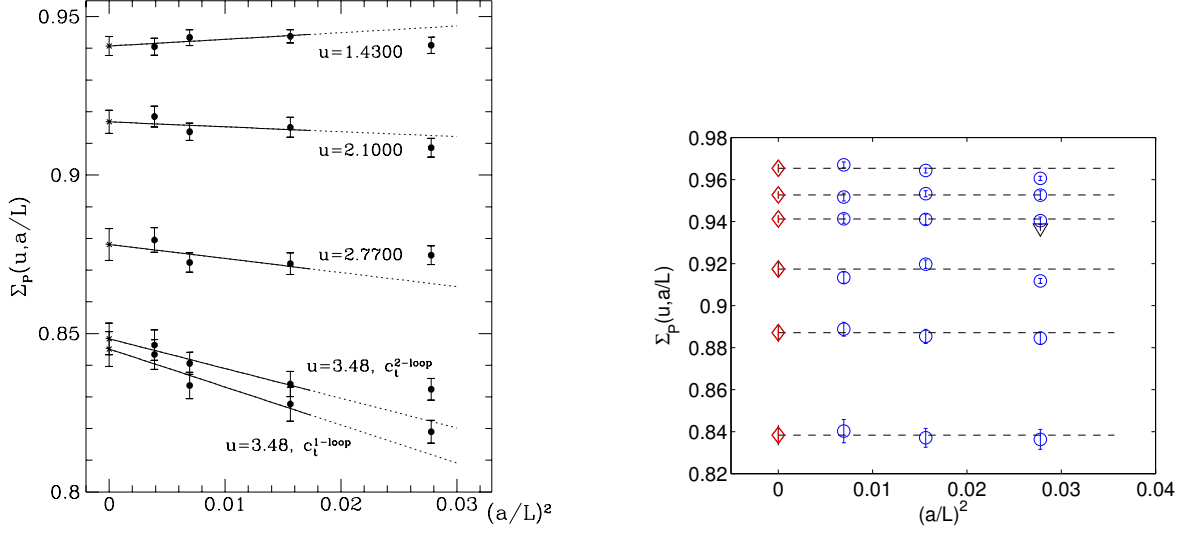 0.95
u=1.4300
u=2.1000
0.9
Σ_P(u,a/L)
u=2.7700
0.85
u=3.48, c_t^{2-loop}
u=3.48, c_t^{1-loop}
0.8
0 0.01 0.02 0.03 (a/L)²
0.98
0.96
0.94
0.92
0.9
Σ_P(u,a/L)
0.88
0.86
0.84
0.82
0 0.01 0.02 0.03 0.04
(a/L)²